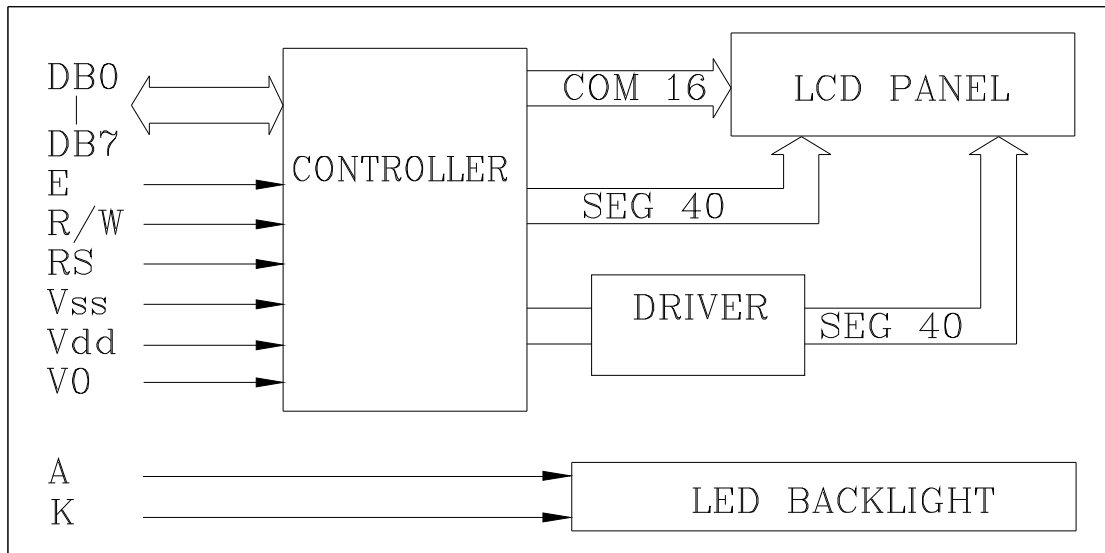 DB0
|
DB7
E
R/W
RS
Vss
Vdd
V0
A
K
CONTROLLER
COM 16
LCD PANEL
SEG 40
DRIVER
SEG 40
LED BACKLIGHT